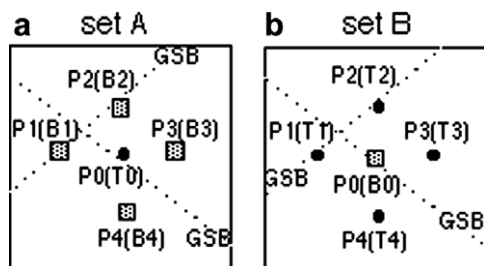 a set A
GSB
P2(B2)
P1(B1) P3(B3)
P0(T0)
P4(B4) GSB
b set B
P2(T2)
P1(T1) P3(T3)
GSB P0(B0)
GSB
P4(T4)